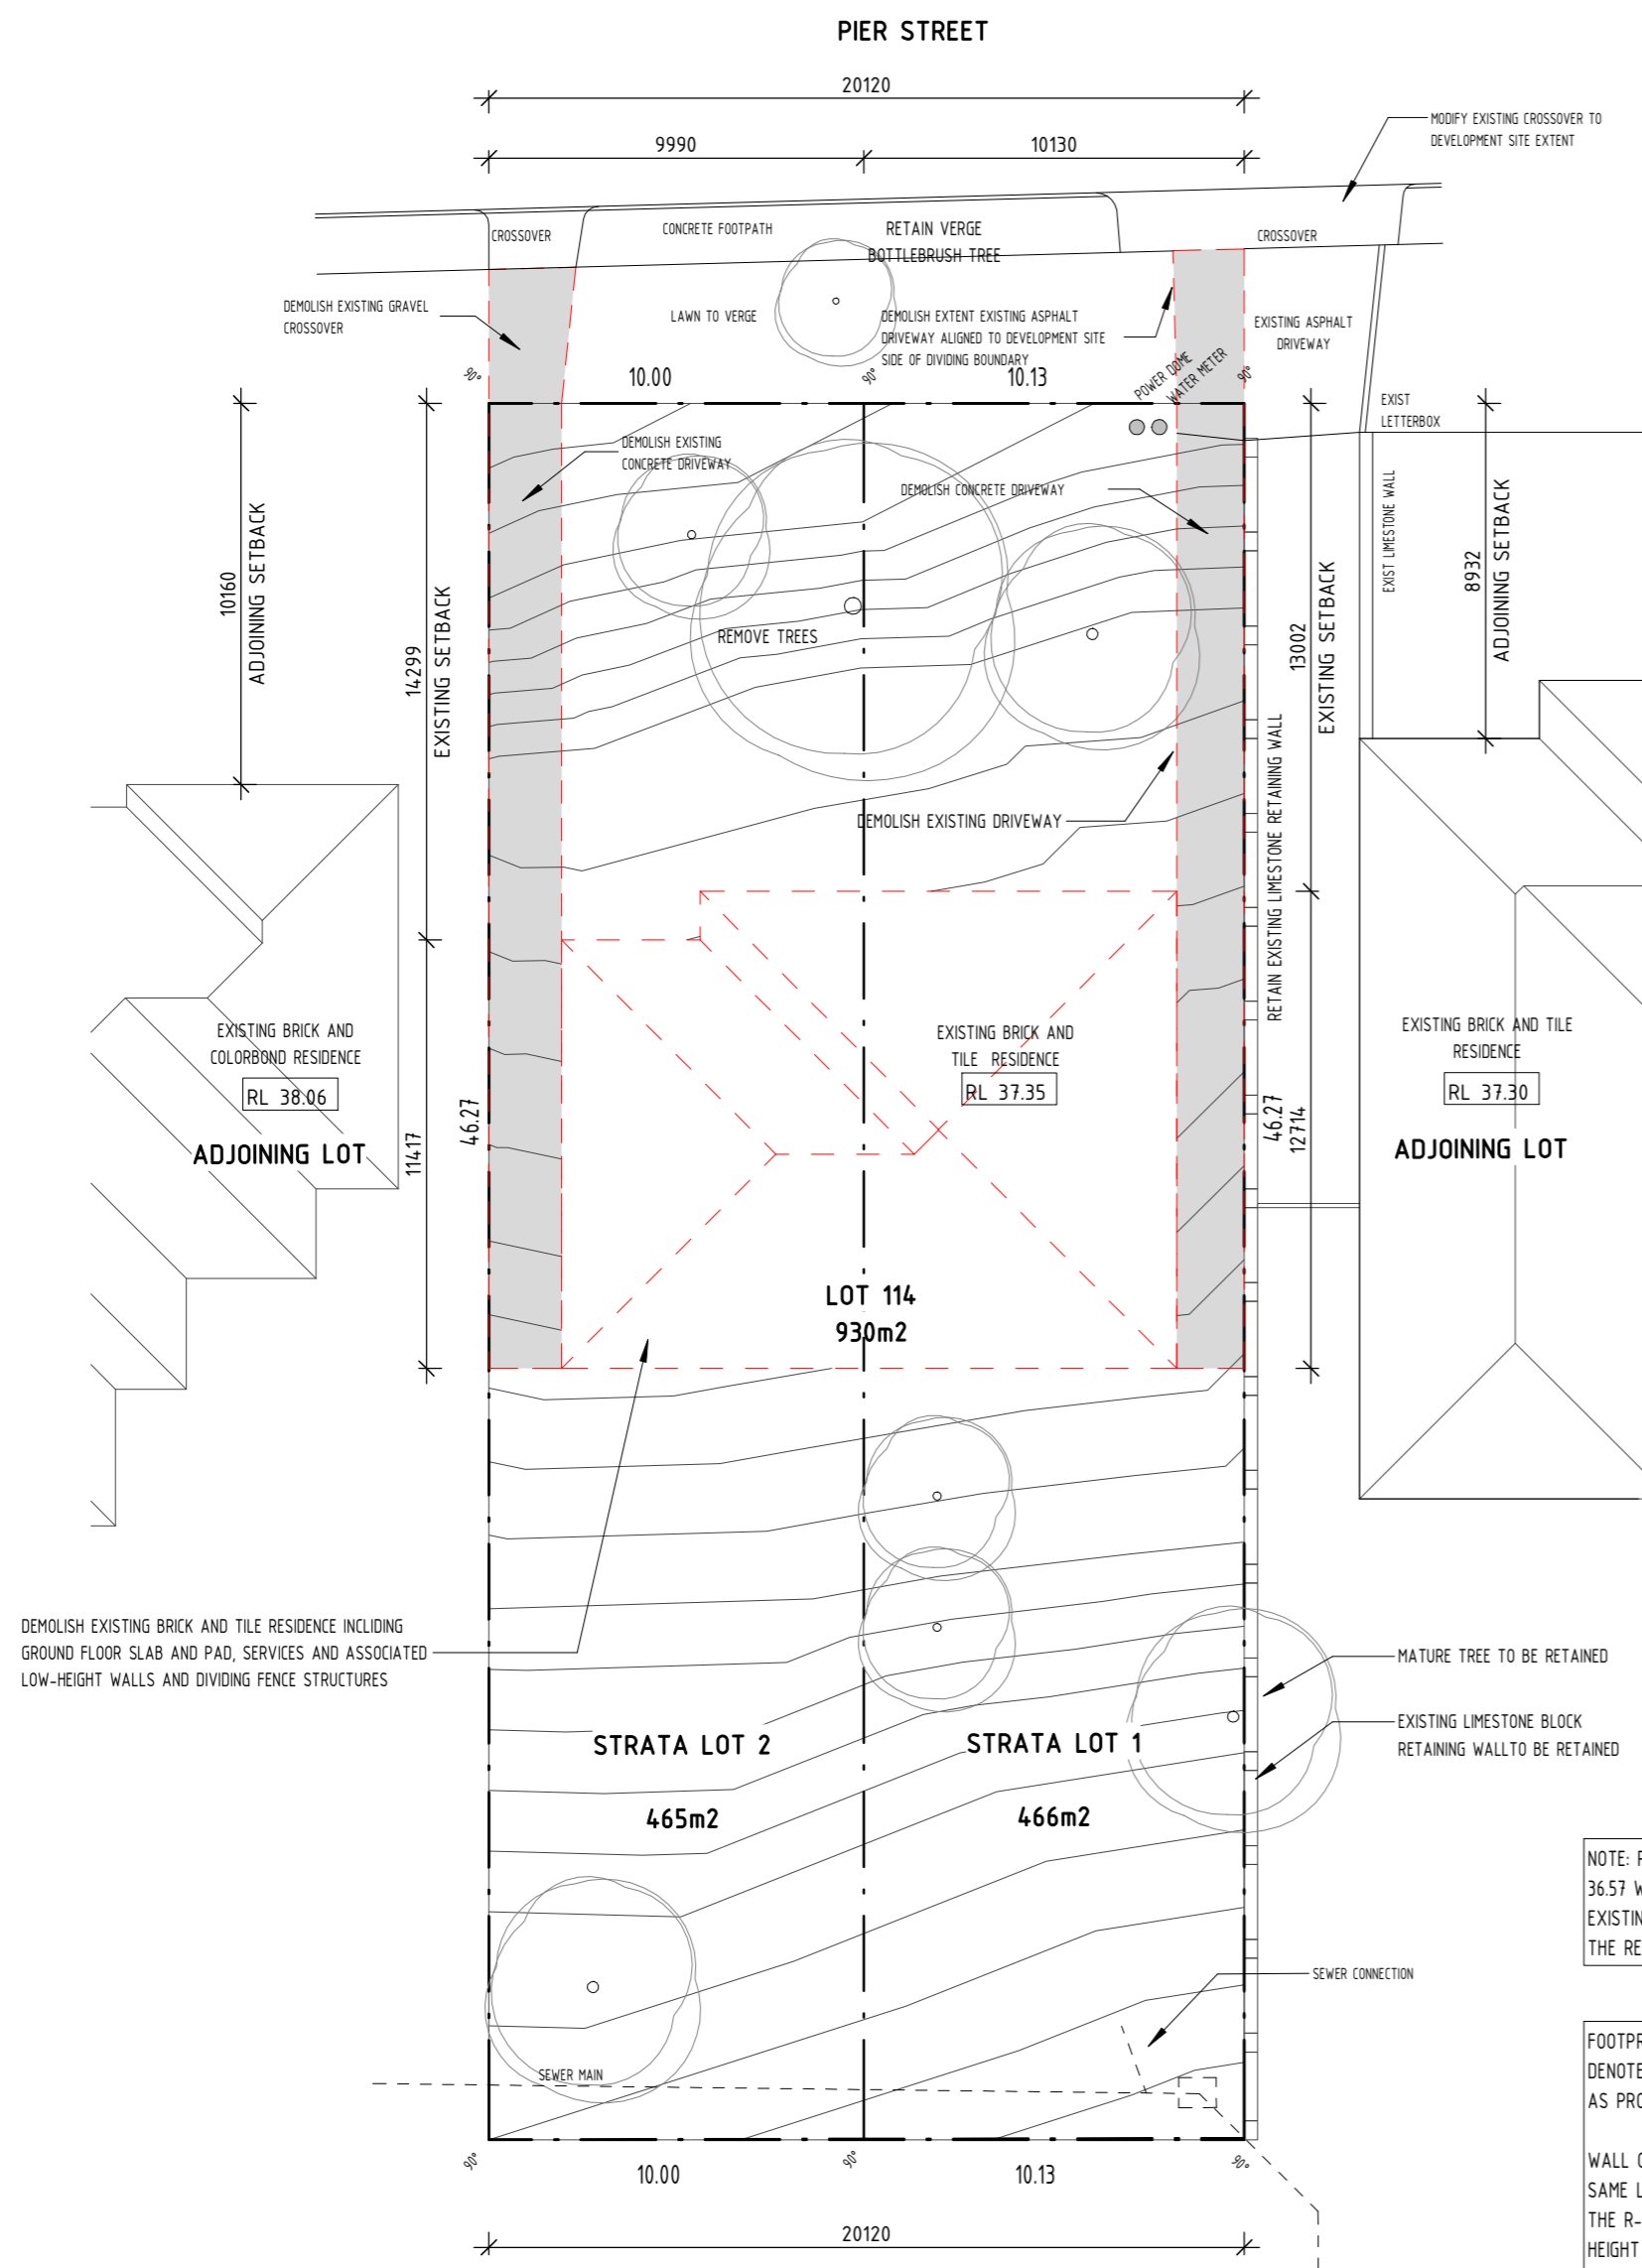 PIER STREET
20120
9990
10130
MODIFY EXISTING CROSSOVER TO
DEVELOPMENT SITE EXTENT
CROSSOVER
CONCRETE FOOTPATH
RETAIN VERGE
BOTTLEBRUSH TREE
CROSSOVER
DEMOLISH EXISTING GRAVEL
CROSSOVER
LAWN TO VERGE
DEMOLISH EXTENT EXISTING ASPHALT
DRIVEWAY ALIGNED TO DEVELOPMENT SITE
SIDE OF DIVIDING BOUNDARY
EXISTING ASPHALT
DRIVEWAY
90°
10.00
90°
10.13
POWER DOME
WATER METER
90°
EXIST
LETTERBOX
DEMOLISH EXISTING
CONCRETE DRIVEWAY
DEMOLISH CONCRETE DRIVEWAY
EXIST LIMESTONE WALL
10160
ADJOINING SETBACK
14299
EXISTING SETBACK
REMOVE TREES
13002
EXISTING SETBACK
8932
ADJOINING SETBACK
DEMOLISH EXISTING DRIVEWAY
RETAIN EXISTING LIMESTONE RETAINING WALL
EXISTING BRICK AND
COLORBOND RESIDENCE
RL 38.06
ADJOINING LOT
11417
46.27
EXISTING BRICK AND
TILE RESIDENCE
RL 37.35
46.27
12714
EXISTING BRICK AND TILE
RESIDENCE
RL 37.30
ADJOINING LOT
LOT 114
930m2
DEMOLISH EXISTING BRICK AND TILE RESIDENCE INCLIDING
GROUND FLOOR SLAB AND PAD, SERVICES AND ASSOCIATED
LOW-HEIGHT WALLS AND DIVIDING FENCE STRUCTURES
MATURE TREE TO BE RETAINED
EXISTING LIMESTONE BLOCK
RETAINING WALLTO BE RETAINED
STRATA LOT 2
465m2
STRATA LOT 1
466m2
NOTE:
36.57
THE
SEWER CONNECTION
SEWER MAIN
AS
WALL
SAME
THE
HEIGHT
90°
10.00
90°
10.13
90°
20120